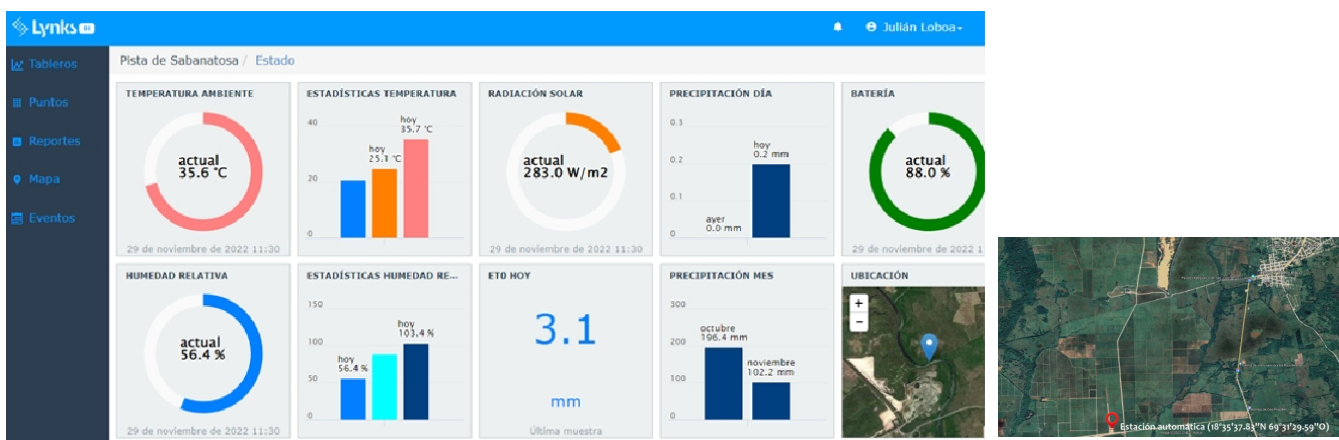 Lynks
Julián Loboa
Tableros
Puntos
Reportes
Mapa
Eventos
Pista de Sabanatosa / Estado
TEMPERATURA AMBIENTE
actual
35.6 °C
29 de noviembre de 2022 11:30
ESTADÍSTICAS TEMPERATURA
40
20
0
hoy
25.1 °C
hoy
35.7 °C
RADIACIÓN SOLAR
actual
283.0 W/m2
29 de noviembre de 2022 11:30
PRECIPITACIÓN DÍA
0.3
0.2
0.1
0
ayer
0.0 mm
hoy
0.2 mm
BATERÍA
actual
88.0 %
29 de noviembre de 2022 1
HUMEDAD RELATIVA
actual
56.4 %
29 de noviembre de 2022 11:30
ESTADÍSTICAS HUMEDAD RE...
150
100
50
0
hoy
56.4 %
hoy
103.4 %
ET0 HOY
3.1
mm
Última muestra
PRECIPITACIÓN MES
300
200
100
0
octubre
196.4 mm
noviembre
102.2 mm
UBICACIÓN
+
−
Estación automática (18°35'37.83"N 69°31'29.59"O)